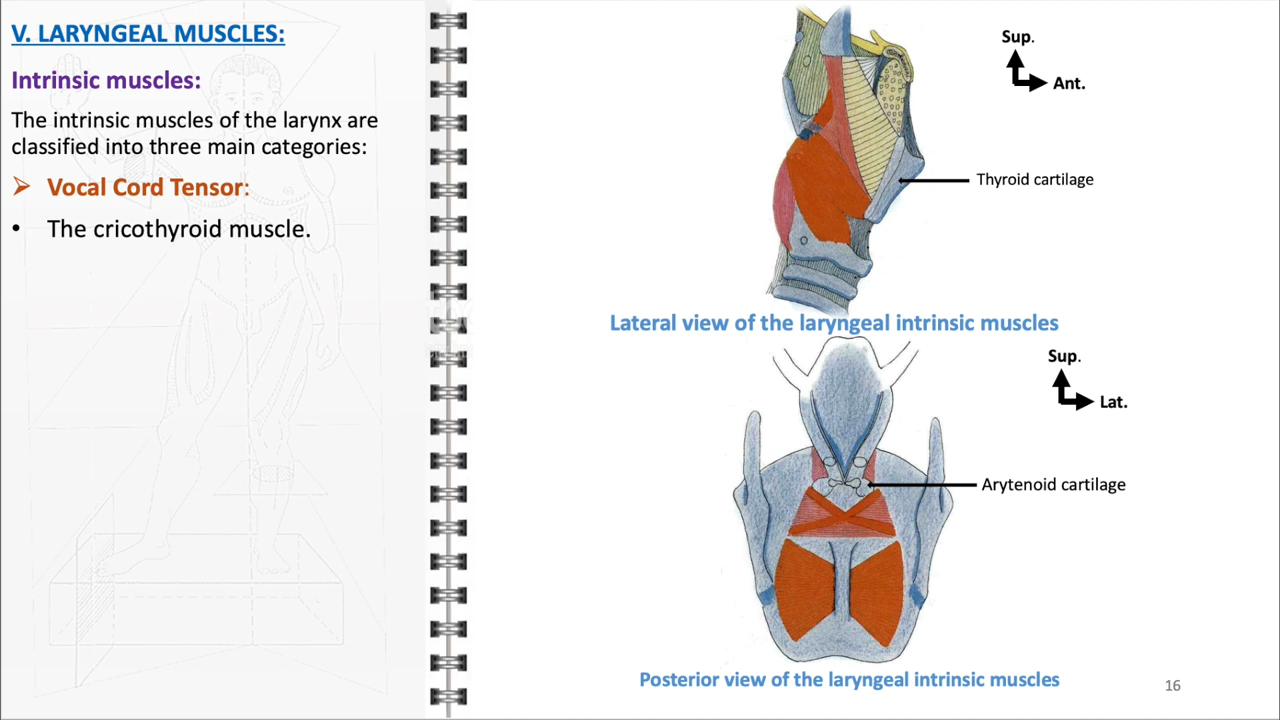 V. LARYNGEAL MUSCLES:
Intrinsic muscles:
The intrinsic muscles of the larynx are
classified into three main categories:
➢ Vocal Cord Tensor:
• The cricothyroid muscle.
Sup.
Ant.
Thyroid cartilage
Lateral view of the laryngeal intrinsic muscles
Sup.
Lat.
Arytenoid cartilage
Posterior view of the laryngeal intrinsic muscles
16